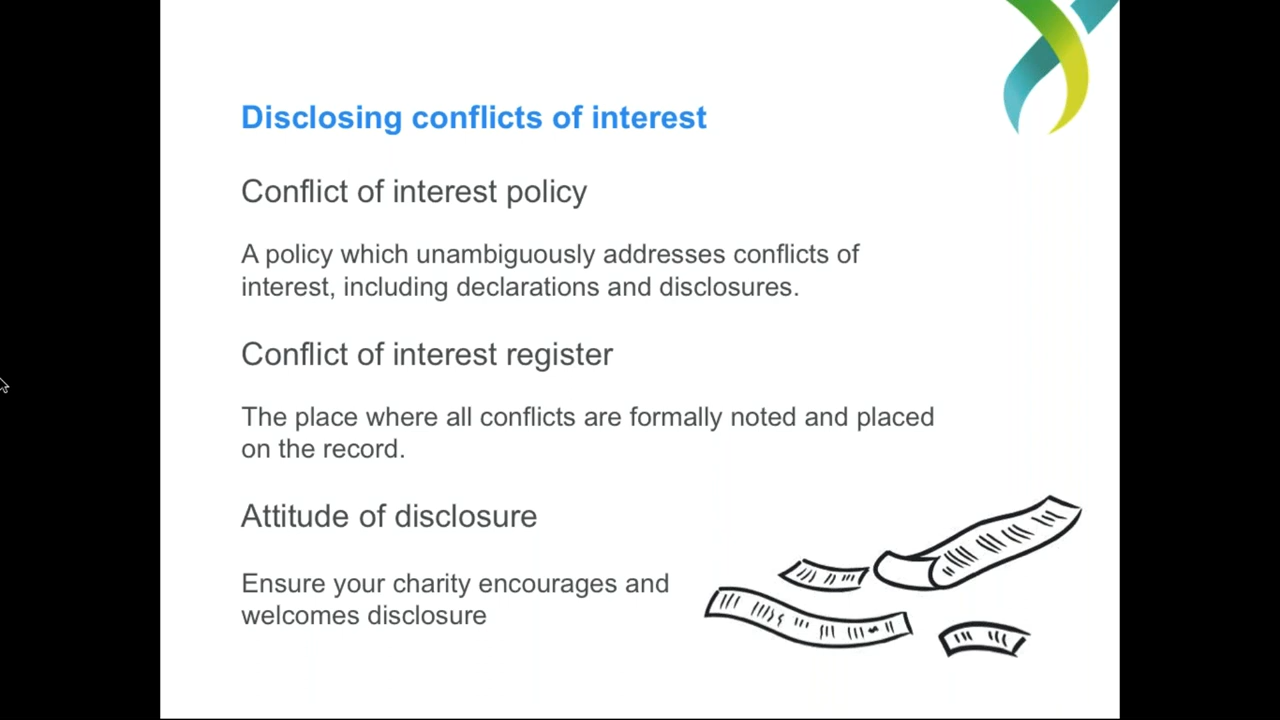 Disclosing conflicts of interest
Conflict of interest policy
A policy which unambiguously addresses conflicts of
interest, including declarations and disclosures.
Conflict of interest register
The place where all conflicts are formally noted and placed
on the record.
Attitude of disclosure
Ensure your charity encourages and
welcomes disclosure